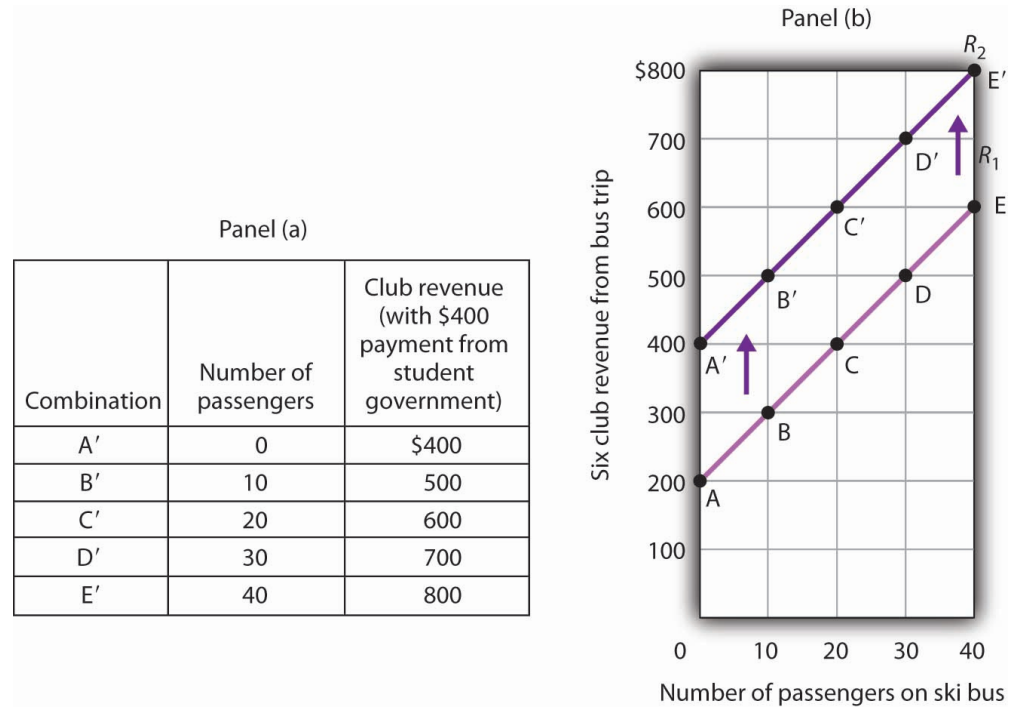 Panel (a)
Combination
Number of
passengers
Club revenue
(with $400
payment from
student
government)
A′ 0 $400
B′ 10 500
C′ 20 600
D′ 30 700
E′ 40 800
Panel (b)
Six club revenue from bus trip
R2
$800
E′
700
D′
R1
600
C′
E
500
B′
D
400
A′
C
300
B
200
A
100
0 10 20 30 40
Number of passengers on ski bus